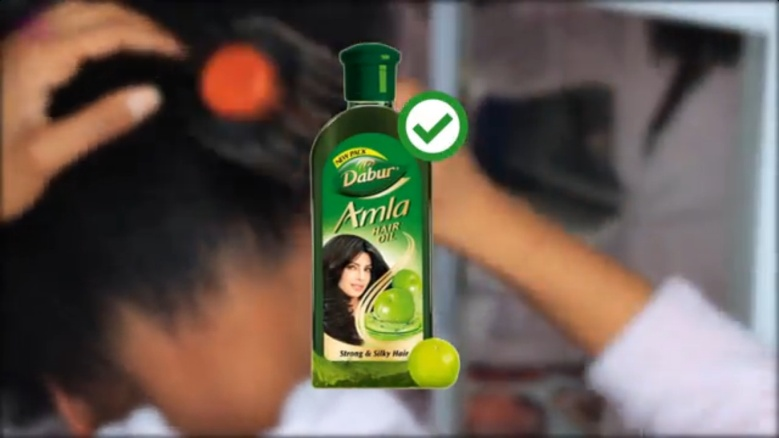 NEW PACK
Dabur
Amla
HAIR
OIL
Strong & Silky Hair